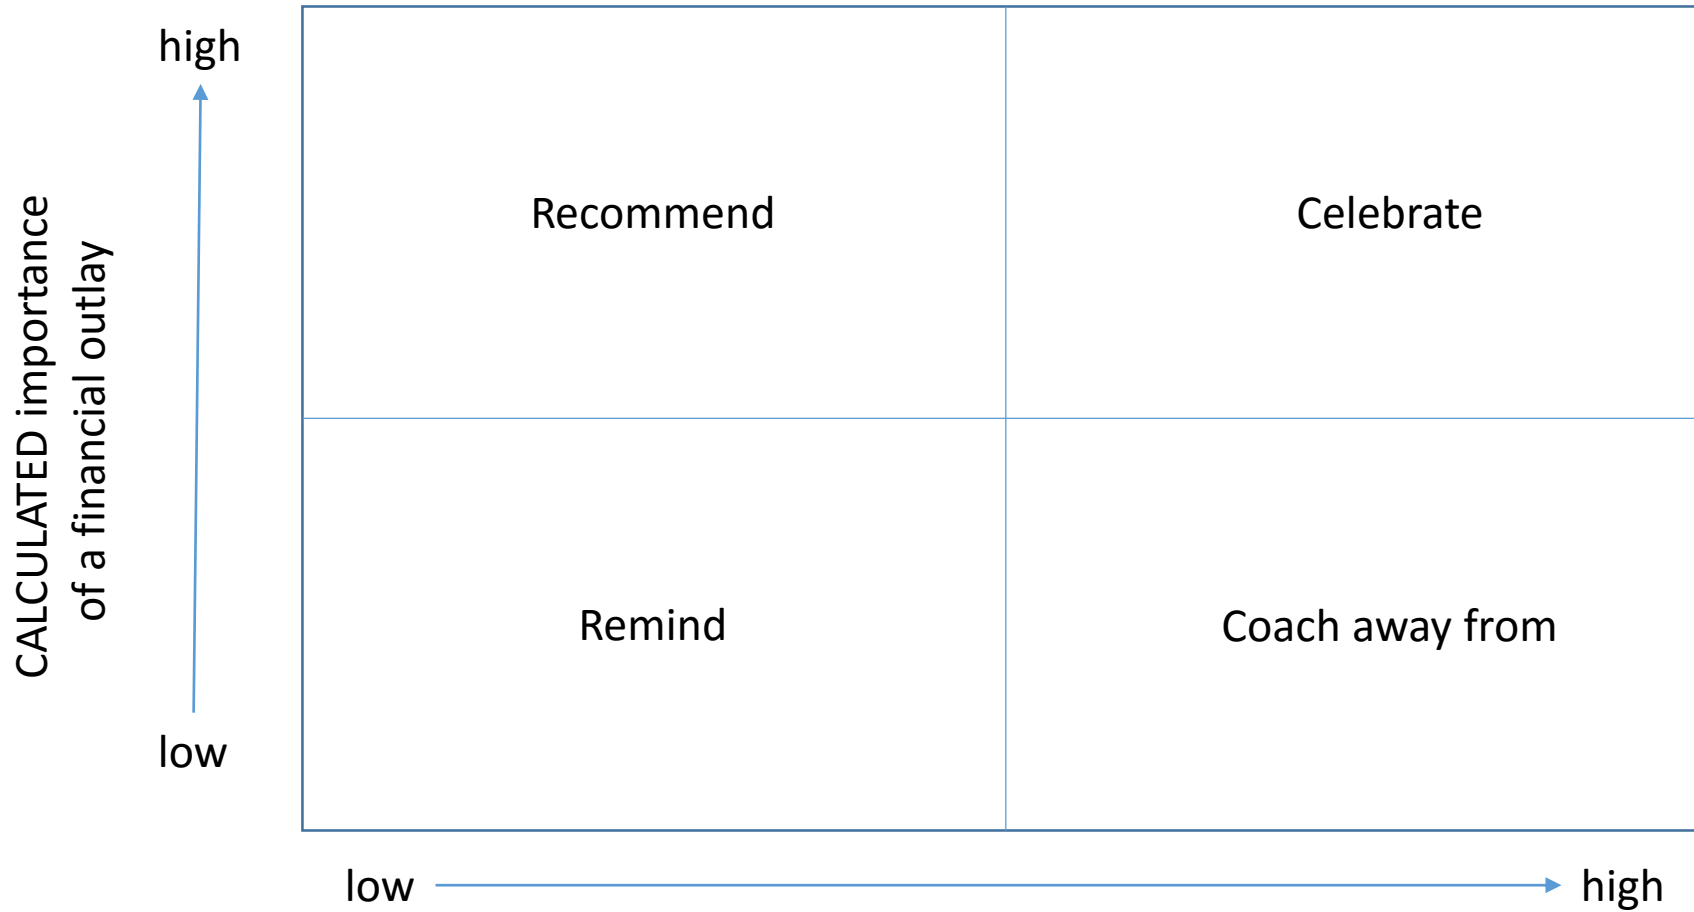 high
CALCULATED importance
of a financial outlay
Recommend
Celebrate
Remind
Coach away from
low
low
high